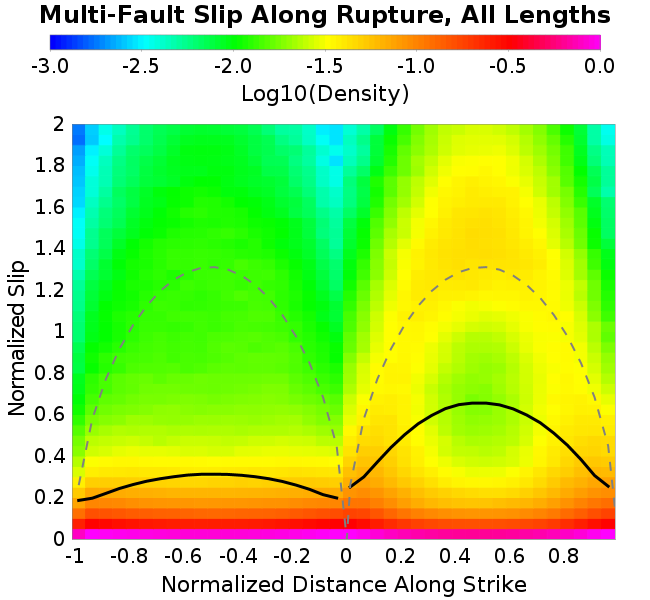 Multi-Fault Slip Along Rupture, All Lengths
-3.0 -2.5 -2.0 -1.5 -1.0 -0.5 0.0
Log10(Density)
2
1.8
1.6
1.4
1.2
1
0.8
0.6
0.4
0.2
0
Normalized Slip
-1 -0.8 -0.6 -0.4 -0.2 0 0.2 0.4 0.6 0.8
Normalized Distance Along Strike